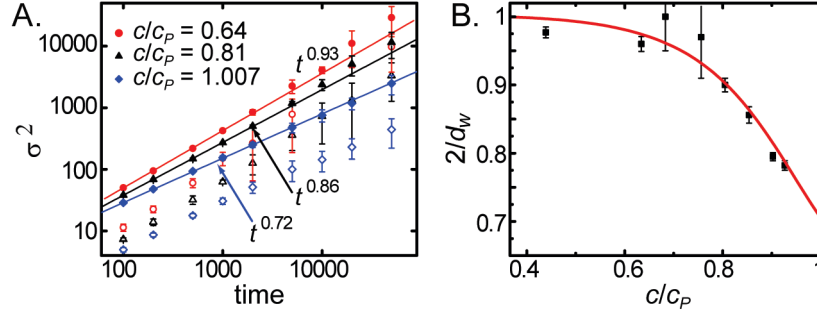 A.
10000
1000
100
10
σ²
c/c_P = 0.64
c/c_P = 0.81
c/c_P = 1.007
t^0.93
t^0.86
t^0.72
100 1000 10000
time
B.
1
0.9
0.8
0.7
2/d_w
0.4 0.6 0.8 1
c/c_P